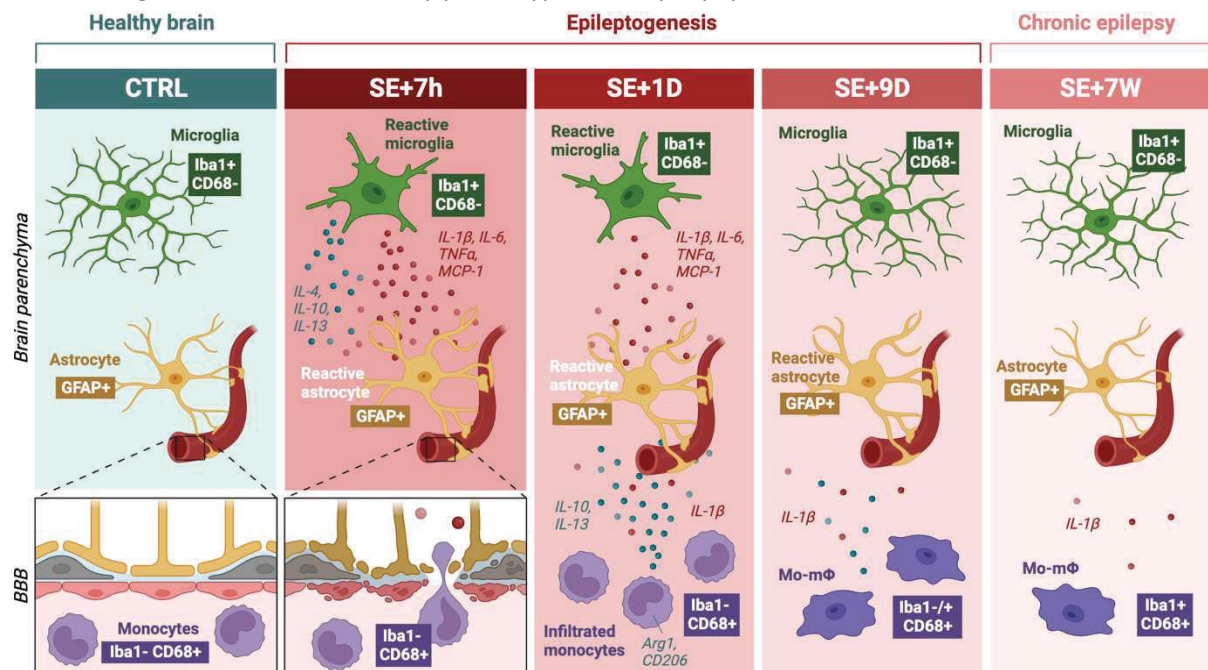 Healthy brain
Epileptogenesis
Chronic epilepsy
CTRL
SE+7h
SE+1D
SE+9D
SE+7W
Brain parenchyma
BBB
Microglia
Iba1+
CD68-
Astrocyte
GFAP+
Monocytes
Iba1- CD68+
Reactive
microglia
Iba1+
CD68-
IL-1β, IL-6,
TNFα,
MCP-1
IL-4,
IL-10,
IL-13
Reactive
astrocyte
GFAP+
Iba1-
CD68+
Reactive
microglia
Iba1+
CD68-
IL-1β, IL-6,
TNFα,
MCP-1
Reactive
astrocyte
GFAP+
IL-10,
IL-13
IL-1β
Infiltrated
monocytes
Iba1-
CD68+
Arg1,
CD206
Microglia
Iba1+
CD68-
Reactive
astrocyte
GFAP+
IL-1β
Mo-mΦ
Iba1-/+
CD68+
Microglia
Iba1+
CD68-
Astrocyte
GFAP+
IL-1β
Mo-mΦ
Iba1+
CD68+